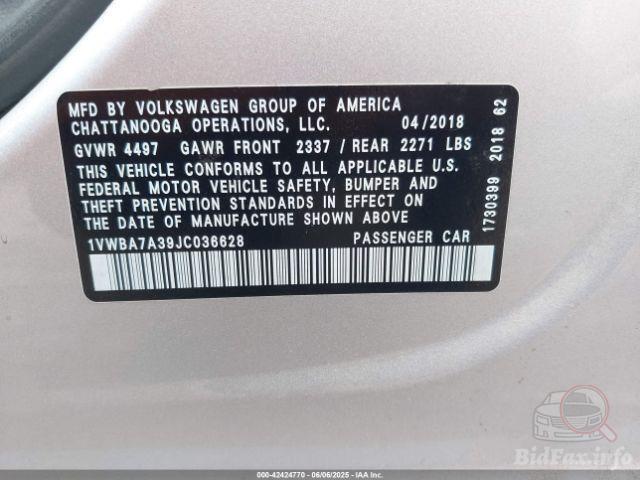 MFD BY VOLKSWAGEN GROUP OF AMERICA
CHATTANOOGA OPERATIONS, LLC. 04/2018
GVWR 4497 GAWR FRONT 2337 / REAR 2271 LBS
THIS VEHICLE CONFORMS TO ALL APPLICABLE U.S.
FEDERAL MOTOR VEHICLE SAFETY, BUMPER AND
THEFT PREVENTION STANDARDS IN EFFECT ON
THE DATE OF MANUFACTURE SHOWN ABOVE
1VWBA7A39JC036628 PASSENGER CAR
1730399 2018 62
BidFax.info
000-42424770 - 06/06/2025 - IAA Inc.